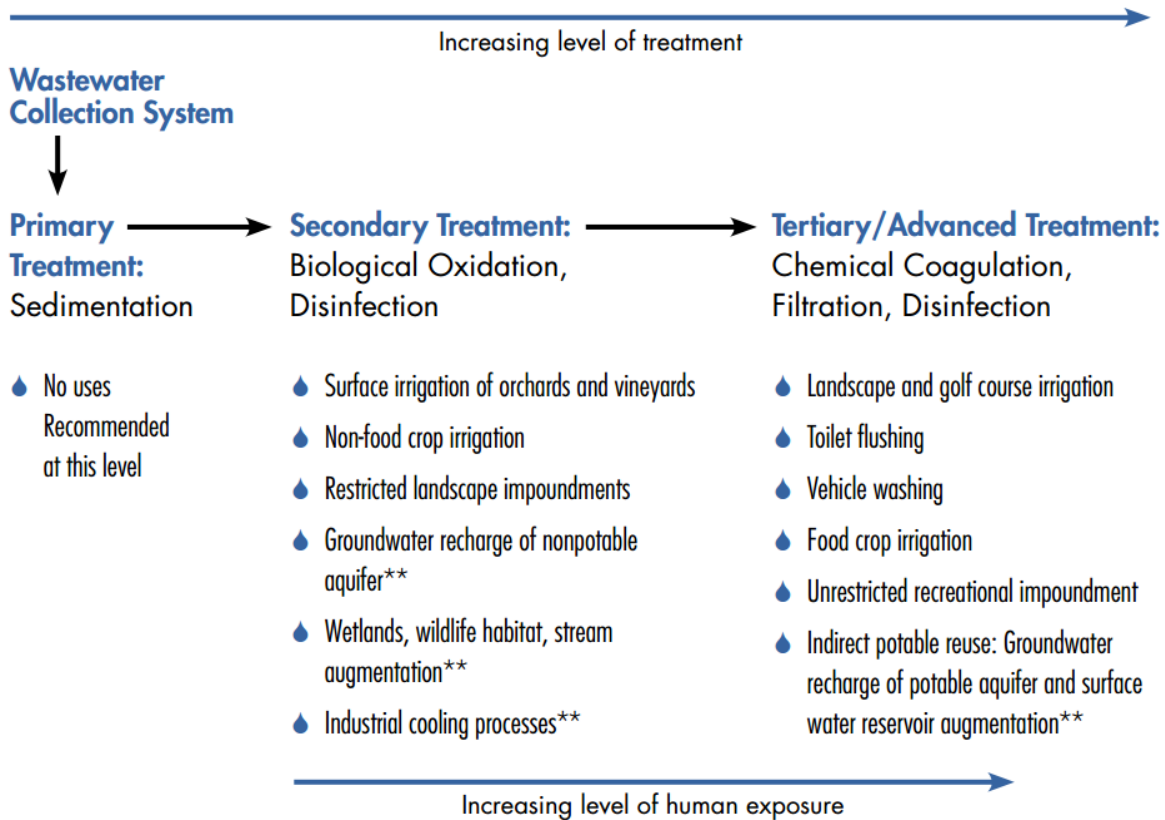 Increasing level of treatment
Wastewater
Collection System
Primary
Treatment:
Sedimentation
No uses
Recommended
at this level
Secondary Treatment:
Biological Oxidation,
Disinfection
Surface irrigation of orchards and vineyards
Non-food crop irrigation
Restricted landscape impoundments
Groundwater recharge of nonpotable
aquifer**
Wetlands, wildlife habitat, stream
augmentation**
Industrial cooling processes**
Tertiary/Advanced Treatment:
Chemical Coagulation,
Filtration, Disinfection
Landscape and golf course irrigation
Toilet flushing
Vehicle washing
Food crop irrigation
Unrestricted recreational impoundment
Indirect potable reuse: Groundwater
recharge of potable aquifer and surface
water reservoir augmentation**
Increasing level of human exposure